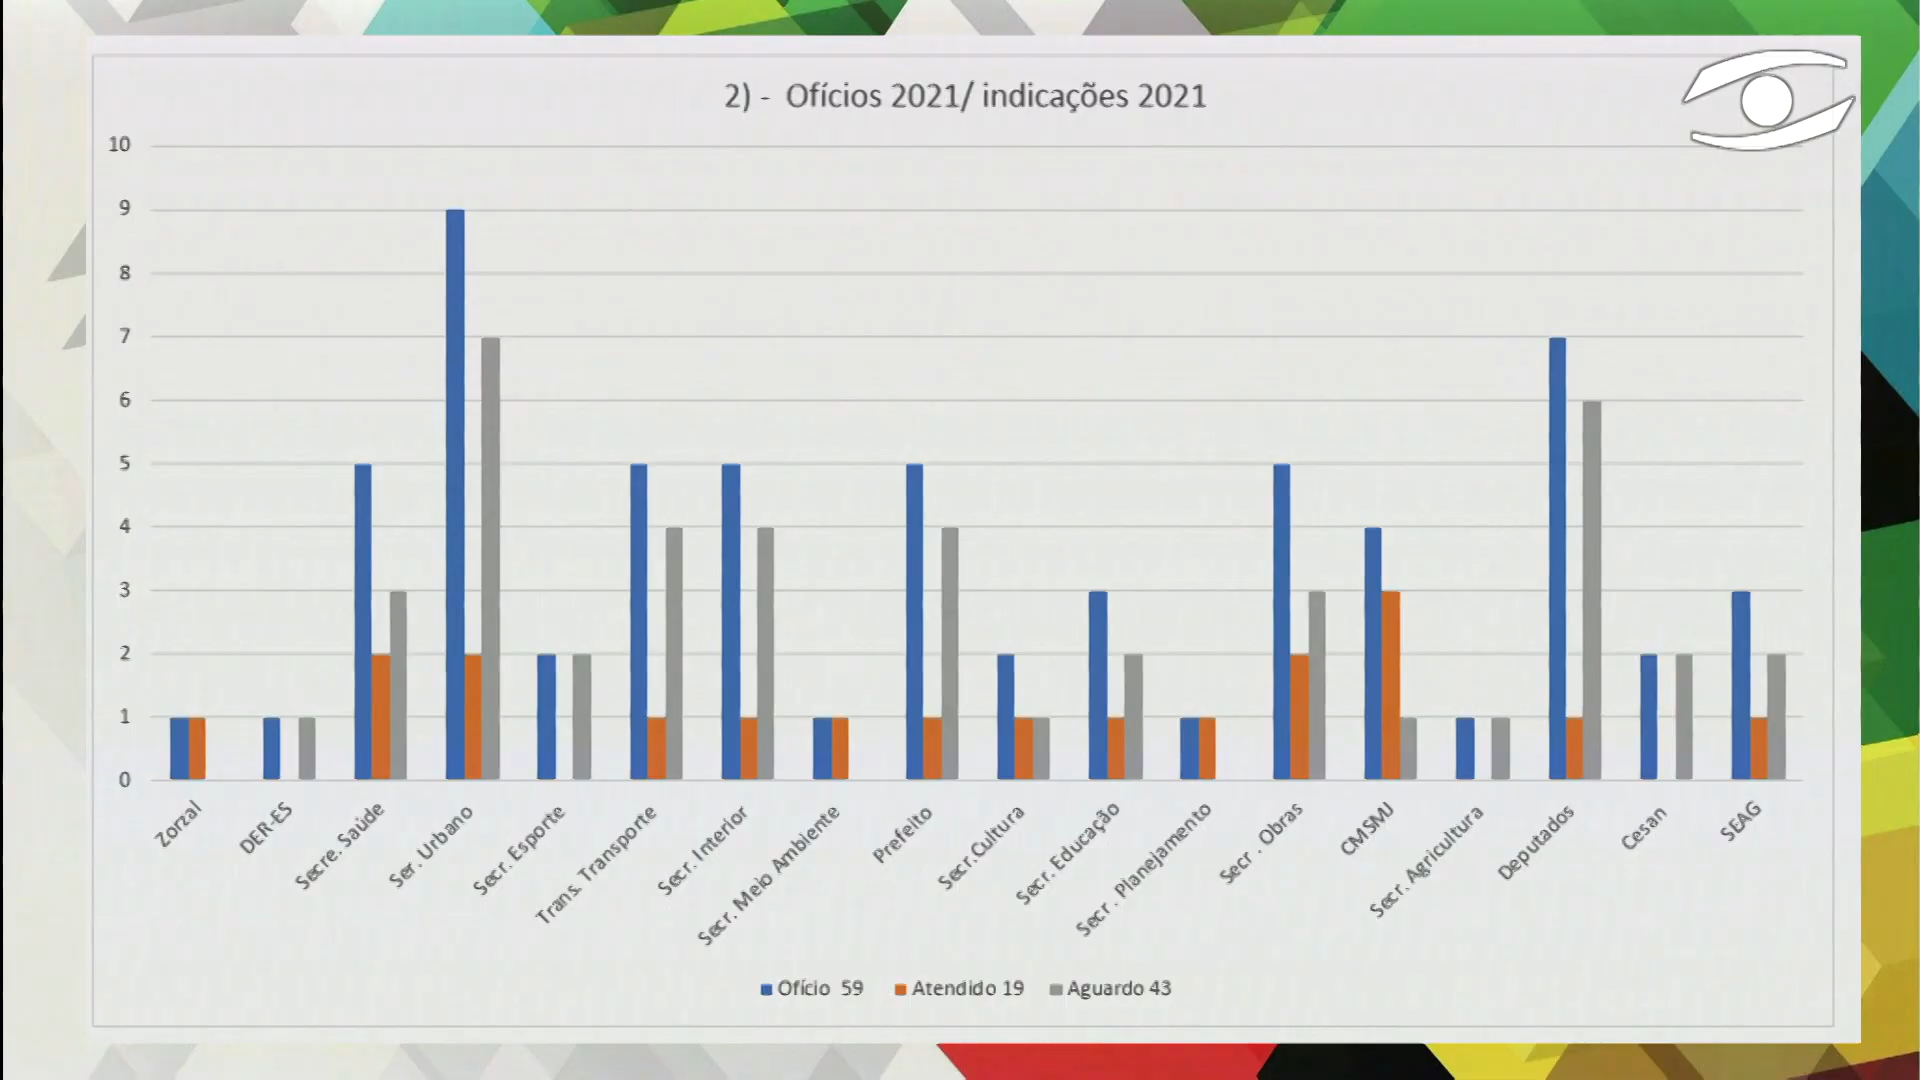 2) - Ofícios 2021/ indicações 2021
10
9
8
7
6
5
4
3
2
1
0
Zorzal
DER-ES
Secre. Saúde
Ser. Urbano
Secr. Esporte
Trans. Transporte
Secr. Interior
Secr. Meio Ambiente
Prefeito
Secr.Cultura
Secr. Educação
Secr . Planejamento
Secr . Obras
CMSMJ
Secr. Agricultura
Deputados
Cesan
SEAG
Ofício 59
Atendido 19
Aguardo 43